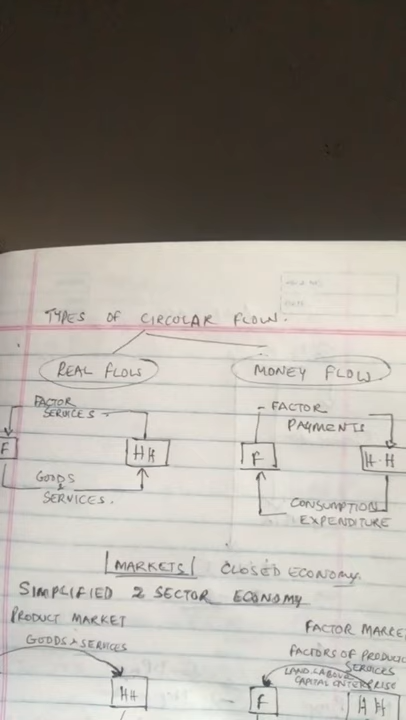 TYPES OF CIRCULAR FLOW.
REAL FLOW
MONEY FLOW.
FACTOR
SERVICES
F
HH
GOODS
&
SERVICES.
FACTOR
PAYMENTS
F
H.H
CONSUMPTION
EXPENDITURE
MARKETS CLOSED ECONOMY.
SIMPLIFIED 2 SECTOR ECONOMY
PRODUCT MARKET
GOODS & SERVICES
HH
FACTOR MARKE
FACTORS OF PRODUC
SERVICES
LAND, LABOUR
CAPITAL ENTERPRISE
F
HH